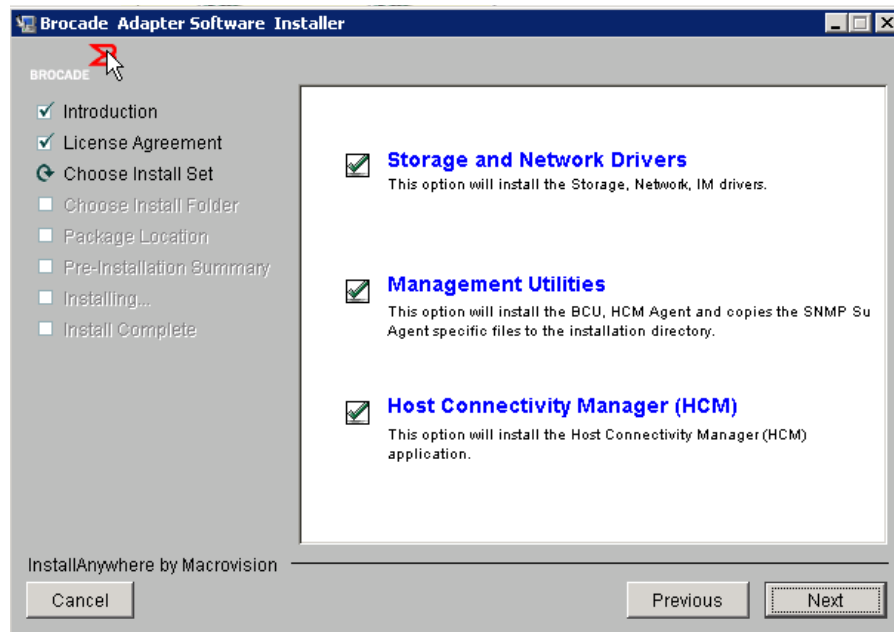 Brocade Adapter Software Installer
BROCADE
Introduction
License Agreement
Choose Install Set
Choose Install Folder
Package Location
Pre-Installation Summary
Installing...
Install Complete
Storage and Network Drivers
This option will install the Storage, Network, IM drivers.
Management Utilities
This option will install the BCU, HCM Agent and copies the SNMP Su
Agent specific files to the installation directory.
Host Connectivity Manager (HCM)
This option will install the Host Connectivity Manager (HCM)
application.
InstallAnywhere by Macrovision
Cancel
Previous
Next